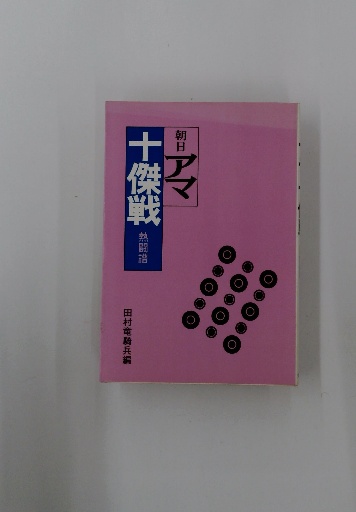 朝日
アマ
十傑戦
熱闘譜
田村竜騎兵編